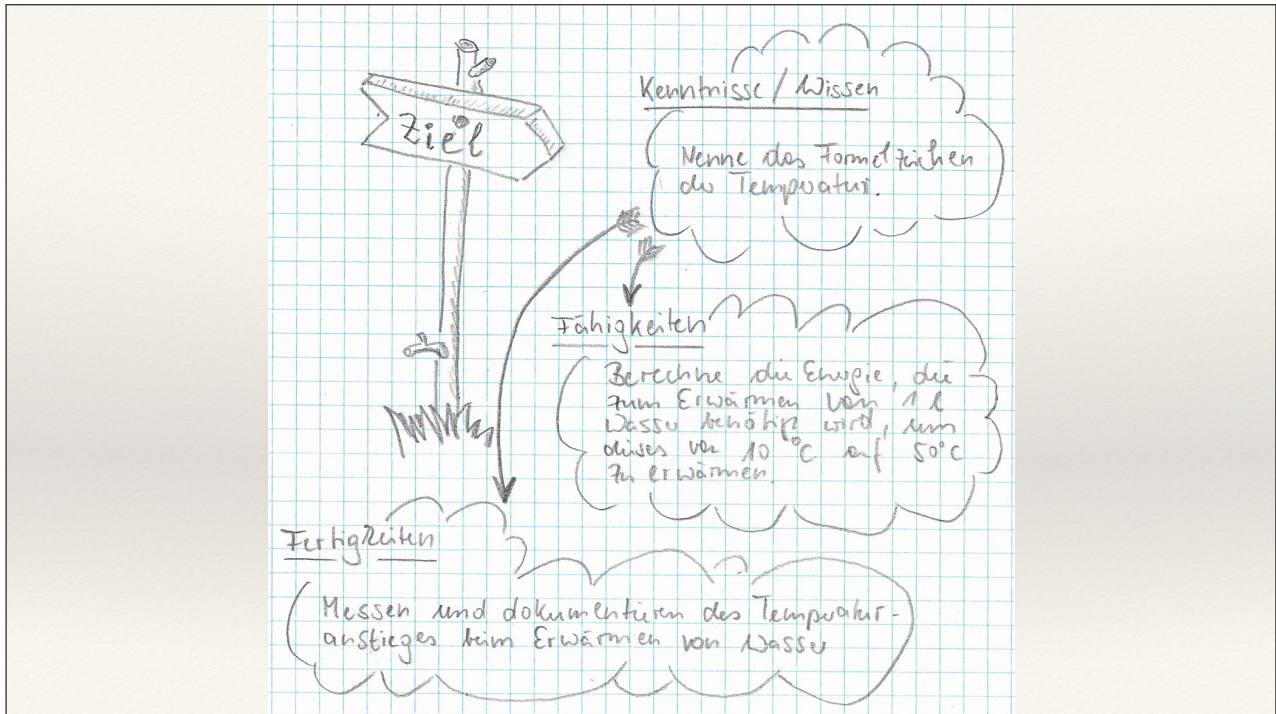 Ziel
Kenntnisse / Wissen
Nenne das Formelzeichen
der Temperatur.
Fähigkeiten
Berechne die Energie, die
zum Erwärmen von 1 l
Wasser benötigt wird, um
dieses von 10 °C auf 50°C
zu erwärmen.
Fertigkeiten
Messen und dokumentieren des Temperatur-
anstieges beim Erwärmen von Wasser